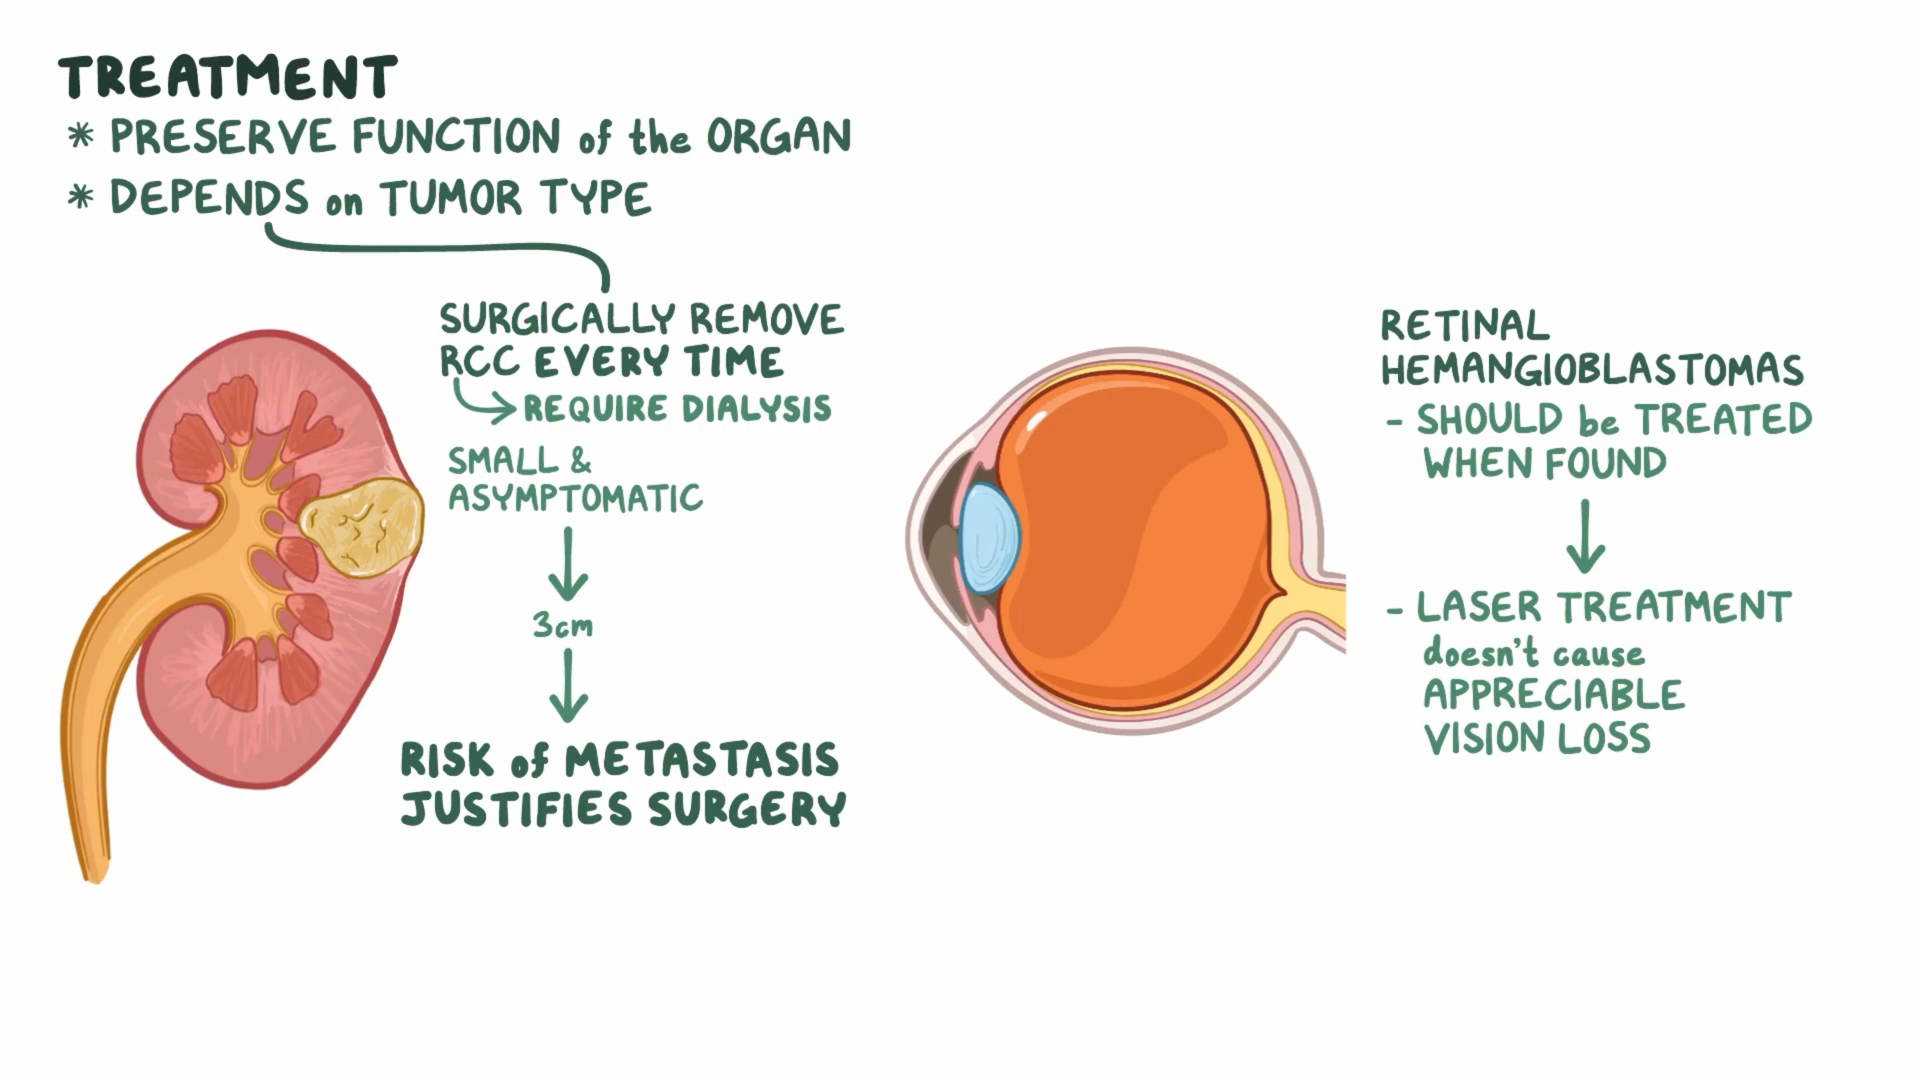 TREATMENT
* PRESERVE FUNCTION of the ORGAN
* DEPENDS on TUMOR TYPE
SURGICALLY REMOVE
RCC EVERY TIME
REQUIRE DIALYSIS
SMALL &
ASYMPTOMATIC
3cm
RISK of METASTASIS
JUSTIFIES SURGERY
RETINAL
HEMANGIOBLASTOMAS
- SHOULD be TREATED
WHEN FOUND
- LASER TREATMENT
doesn't cause
APPRECIABLE
VISION LOSS